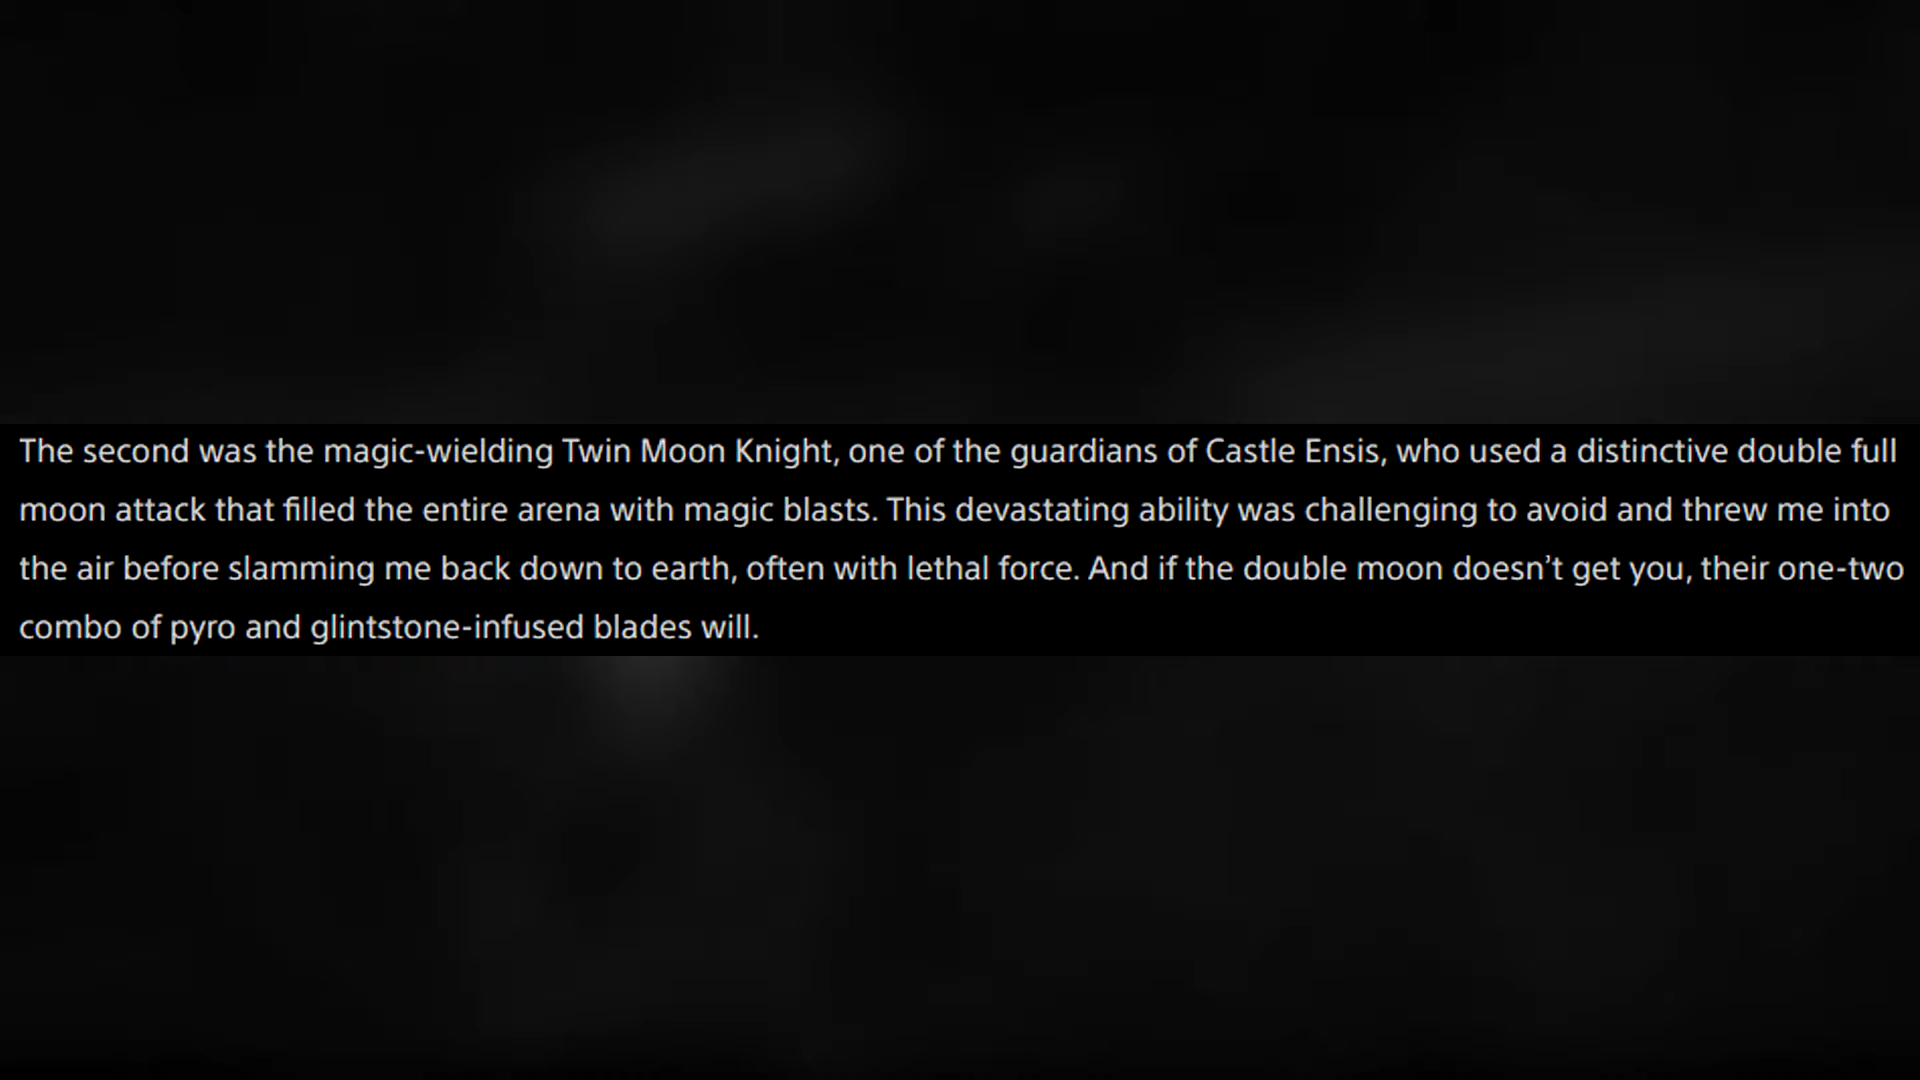 The second was the magic-wielding Twin Moon Knight, one of the guardians of Castle Ensis, who used a distinctive double full
moon attack that filled the entire arena with magic blasts. This devastating ability was challenging to avoid and threw me into
the air before slamming me back down to earth, often with lethal force. And if the double moon doesn’t get you, their one-two
combo of pyro and glintstone-infused blades will.